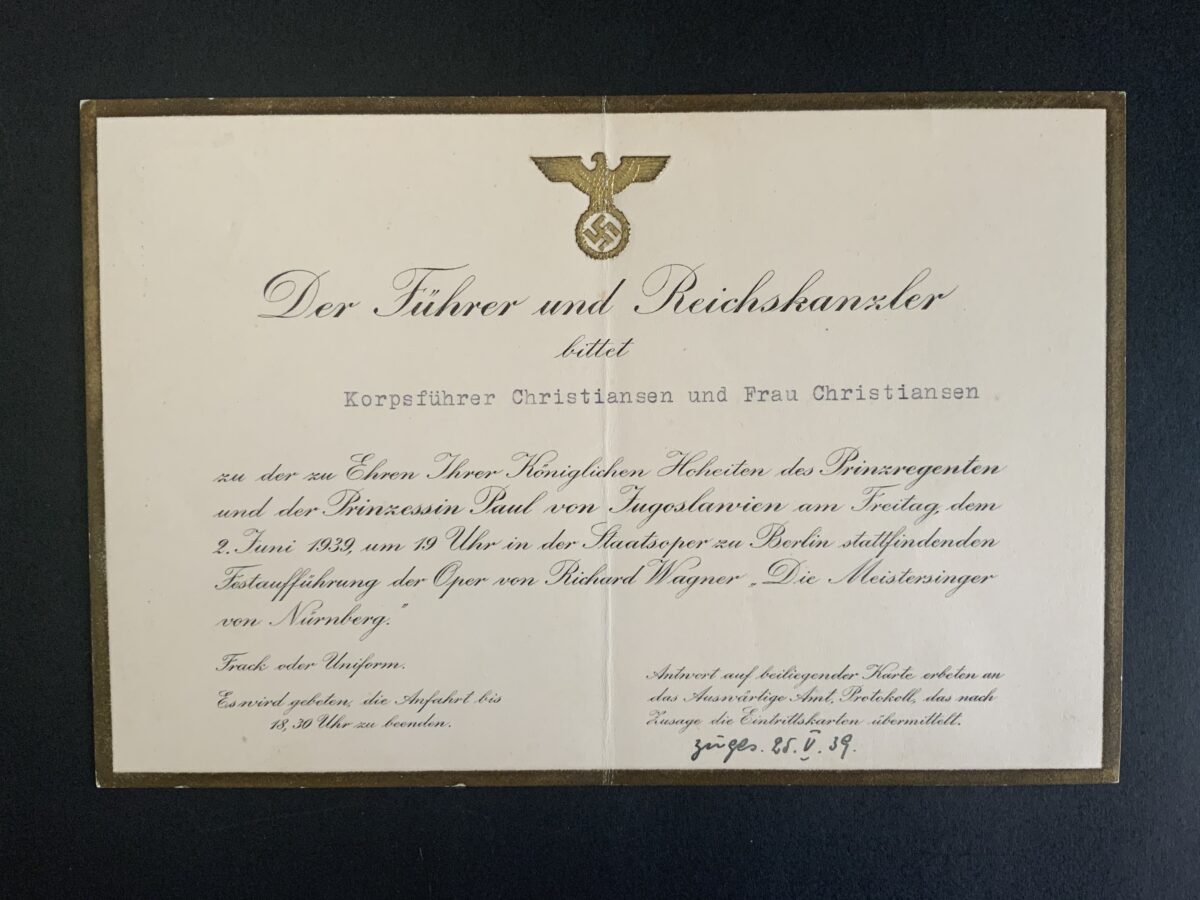 Der Führer und Reichskanzler
bittet
Korpsführer Christiansen und Frau Christiansen
zu der zu Ehren Ihrer Königlichen Hoheiten des Prinzregenten
und der Prinzessin Paul von Jugoslawien am Freitag, dem
2. Juni 1939, um 19 Uhr in der Staatsoper zu Berlin stattfindenden
Festaufführung der Oper von Richard Wagner „Die Meistersinger
von Nürnberg."
Frack oder Uniform.
Es wird gebeten, die Anfahrt bis
18,30 Uhr zu beenden.
Antwort auf beiliegender Karte erbeten an
das Auswärtige Amt, Protokoll, das nach
Zusage die Eintrittskarten übermittelt.
zuges. 25. V. 39.